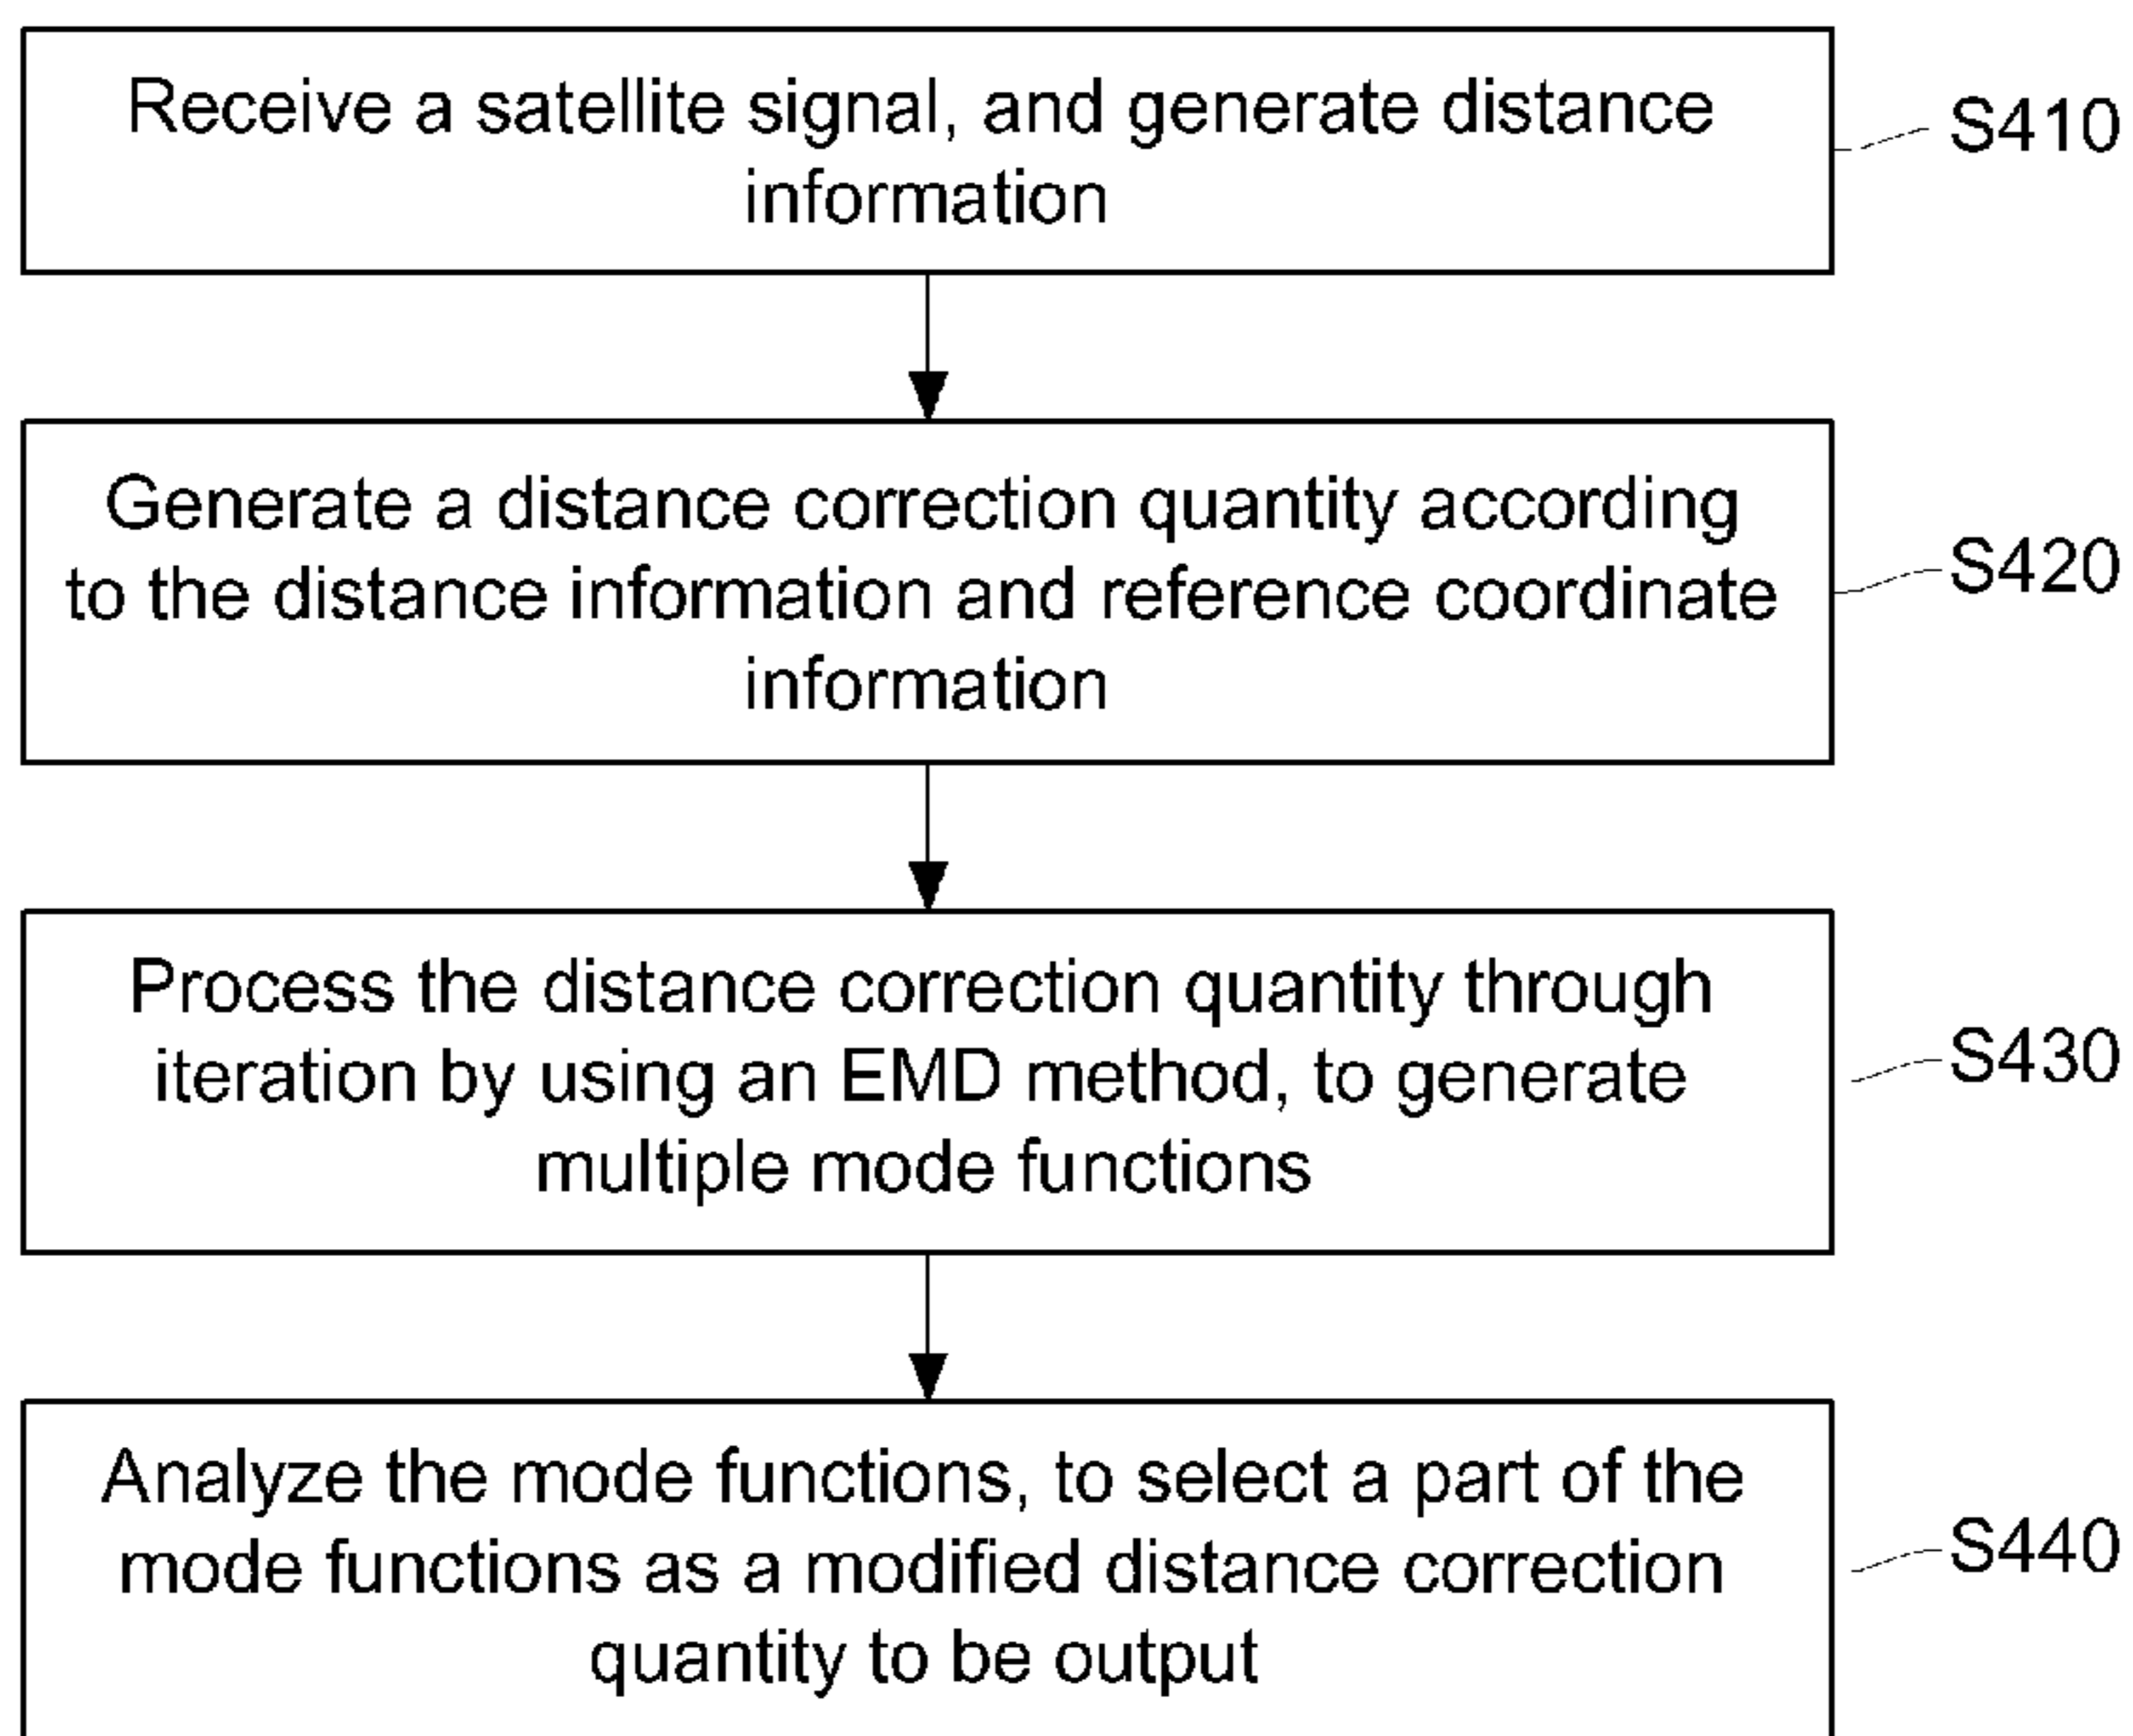 Receive a satellite signal, and generate distance
information
S410
Generate a distance correction quantity according
to the distance information and reference coordinate
information
S420
Process the distance correction quantity through
iteration by using an EMD method, to generate
multiple mode functions
S430
Analyze the mode functions, to select a part of the
mode functions as a modified distance correction
quantity to be output
S440